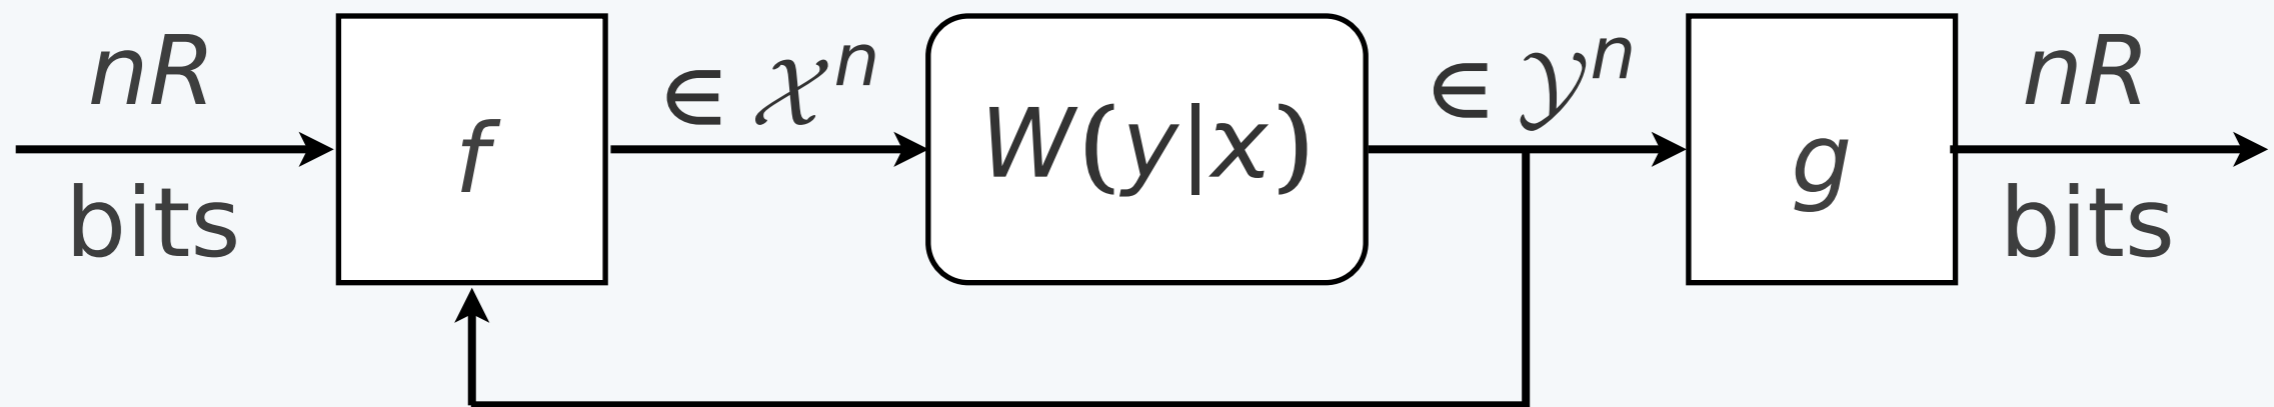 nR
bits
f
∈ 𝒳ⁿ
W(y|x)
∈ 𝒴ⁿ
g
nR
bits